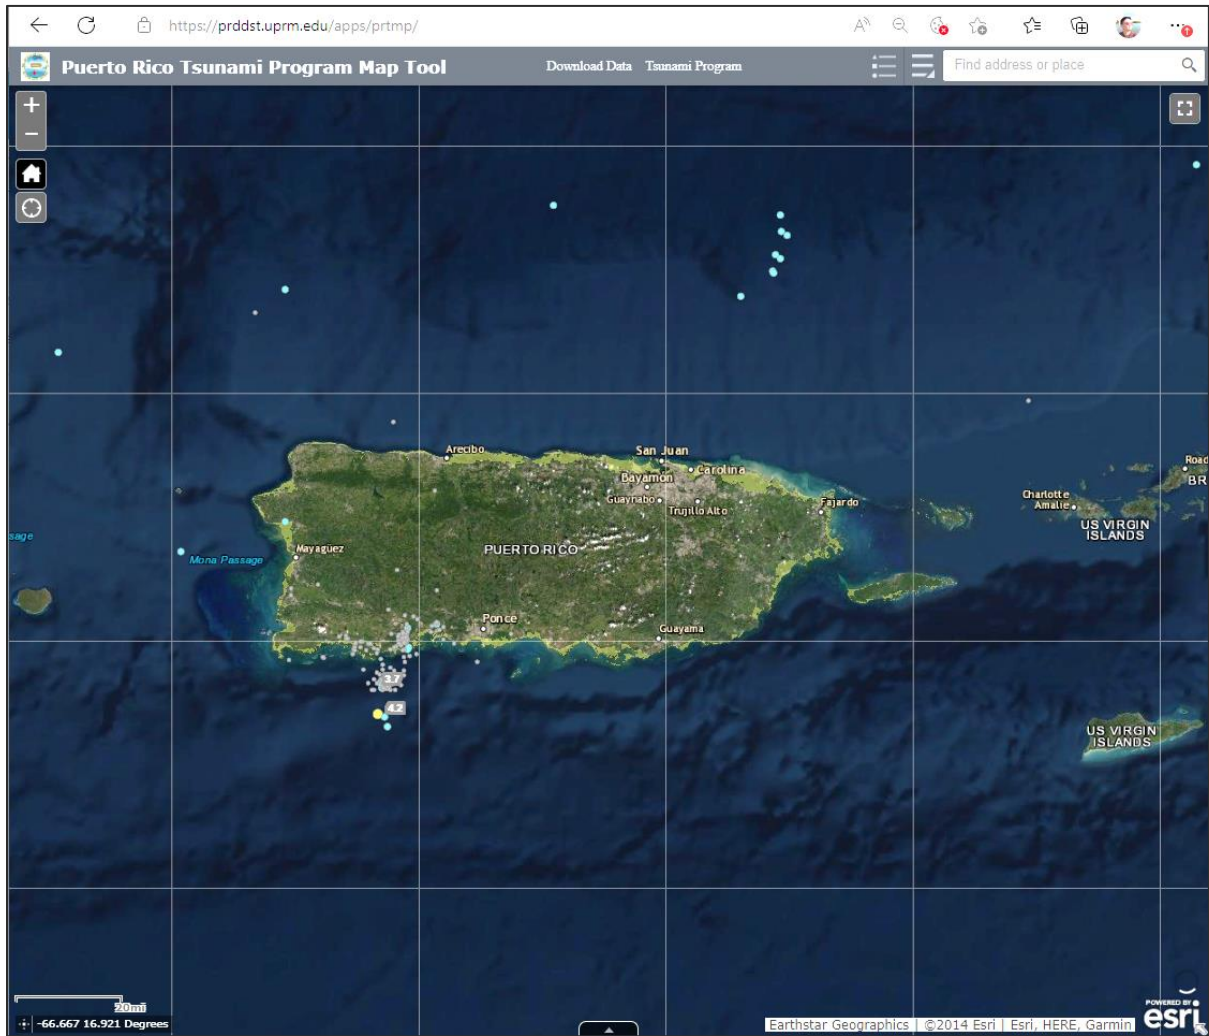 https://prddst.uprm.edu/apps/prtmp/
Puerto Rico Tsunami Program Map Tool
Download Data Tsunami Program
Find address or place
Arecibo
San Juan
Carolina
Bayamón
Guaynabo
Trujillo Alto
Fajardo
Road
BR
Charlotte
Amalie
US VIRGIN
ISLANDS
sage
Mona Passage
Mayagüez
PUERTO RICO
Ponce
Guayama
3.7
4.2
US VIRGIN
ISLANDS
20mi
-66.667 16.921 Degrees
Earthstar Geographics | ©2014 Esri | Esri, HERE, Garmin
POWERED BY
esri